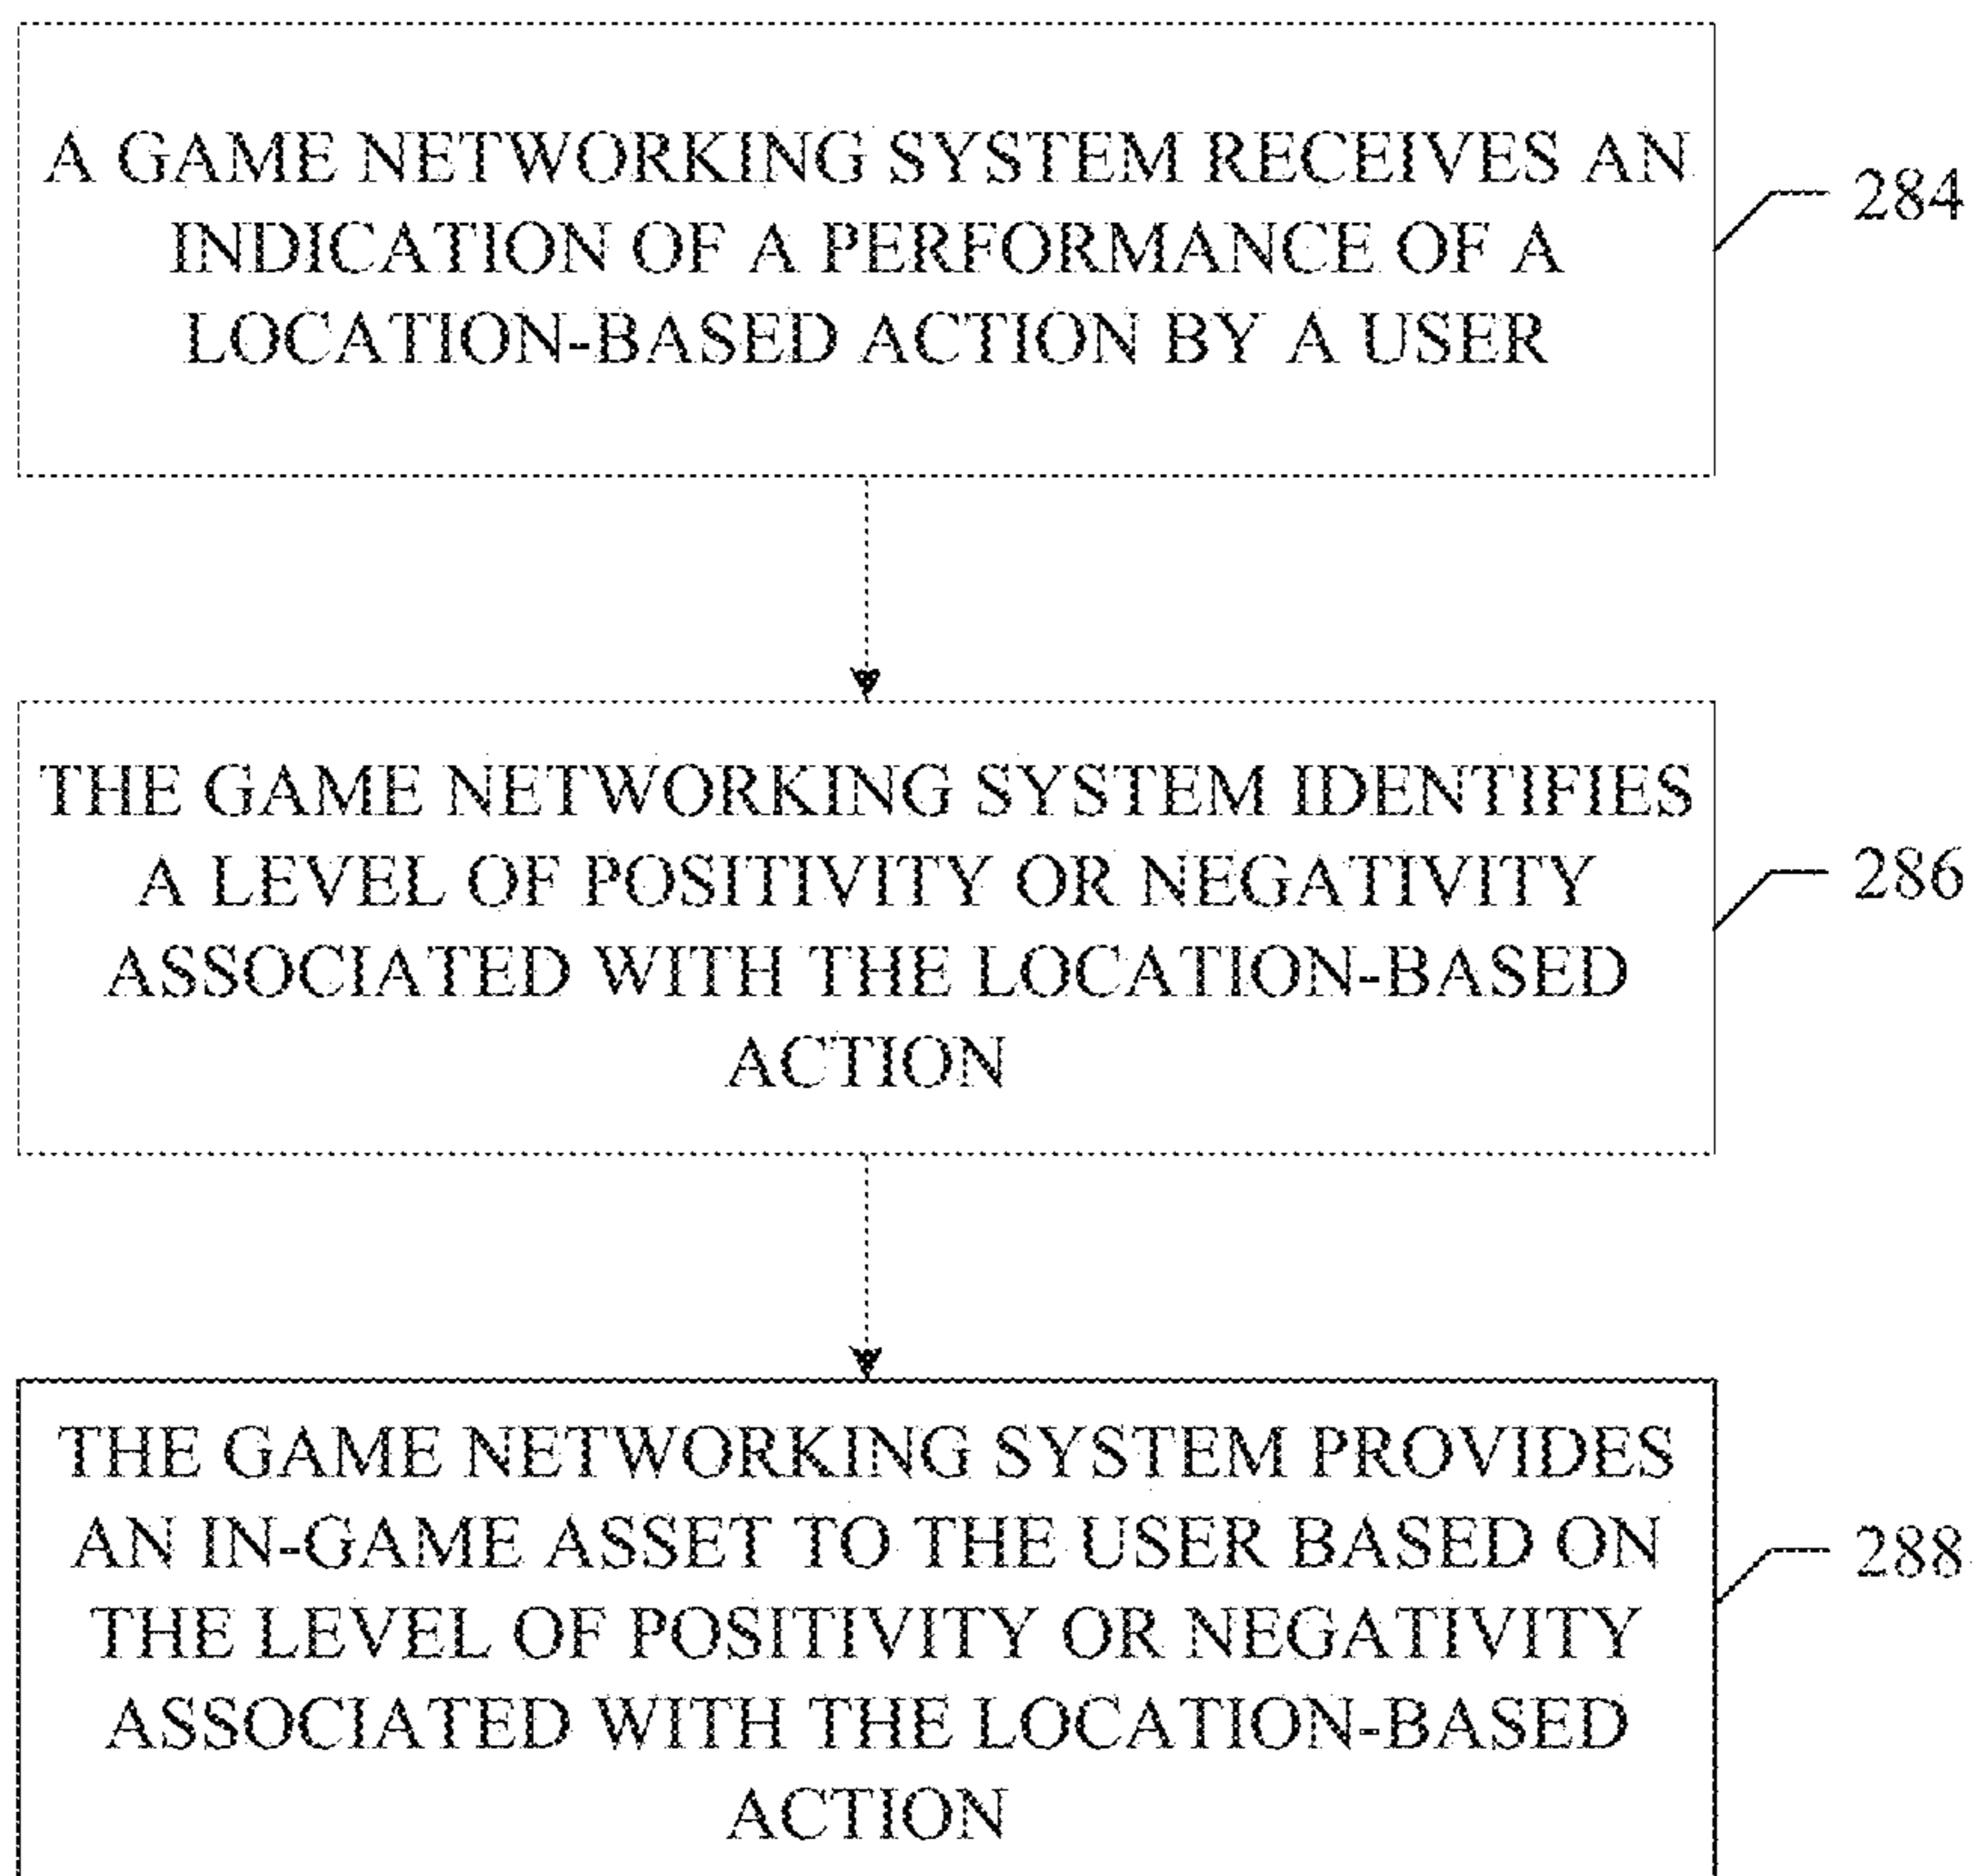 A GAME NETWORKING SYSTEM RECEIVES AN
INDICATION OF A PERFORMANCE OF A
LOCATION-BASED ACTION BY A USER
284
THE GAME NETWORKING SYSTEM IDENTIFIES
A LEVEL OF POSITIVITY OR NEGATIVITY
ASSOCIATED WITH THE LOCATION-BASED
ACTION
286
THE GAME NETWORKING SYSTEM PROVIDES
AN IN-GAME ASSET TO THE USER BASED ON
THE LEVEL OF POSITIVITY OR NEGATIVITY
ASSOCIATED WITH THE LOCATION-BASED
ACTION
288